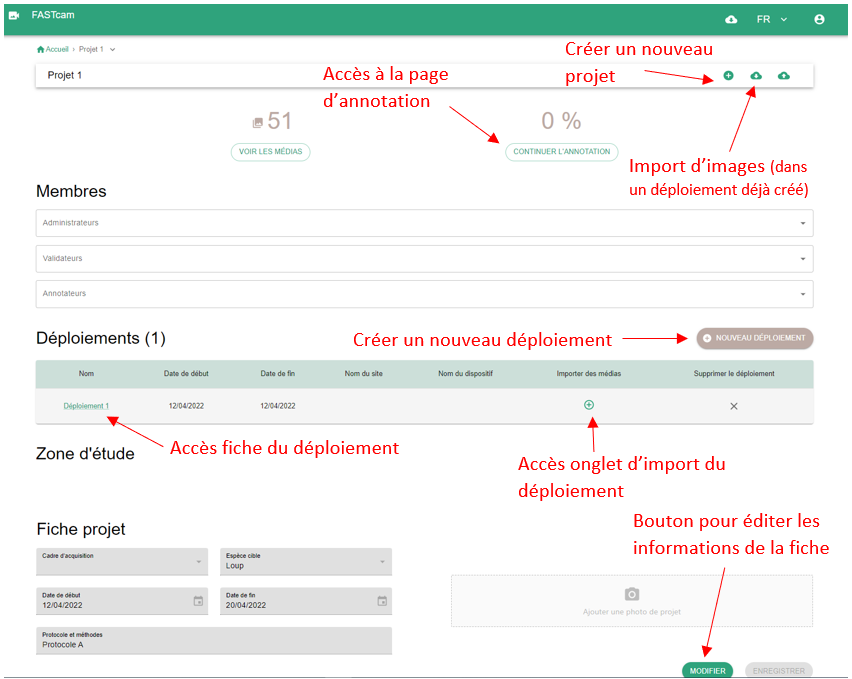 FASTcam
FR
Accueil › Projet 1
Projet 1
Créer un nouveau
projet
Accès à la page
d'annotation
51
0 %
VOIR LES MÉDIAS
CONTINUER L'ANNOTATION
Import d'images (dans
un déploiement déjà créé)
Membres
Administrateurs
Validateurs
Annotateurs
Déploiements (1)
Créer un nouveau déploiement
NOUVEAU DÉPLOIEMENT
Nom Date de début Date de fin Nom du site Nom du dispositif Importer des médias Supprimer le déploiement
Déploiement 1 12/04/2022 12/04/2022
Accès fiche du déploiement
Zone d'étude
Accès onglet d'import du
déploiement
Fiche projet
Bouton pour éditer les
informations de la fiche
Cadre d'acquisition
Espèce cible
Loup
Date de début
12/04/2022
Date de fin
20/04/2022
Ajouter une photo de projet
Protocole et méthodes
Protocole A
MODIFIER
ENREGISTRER